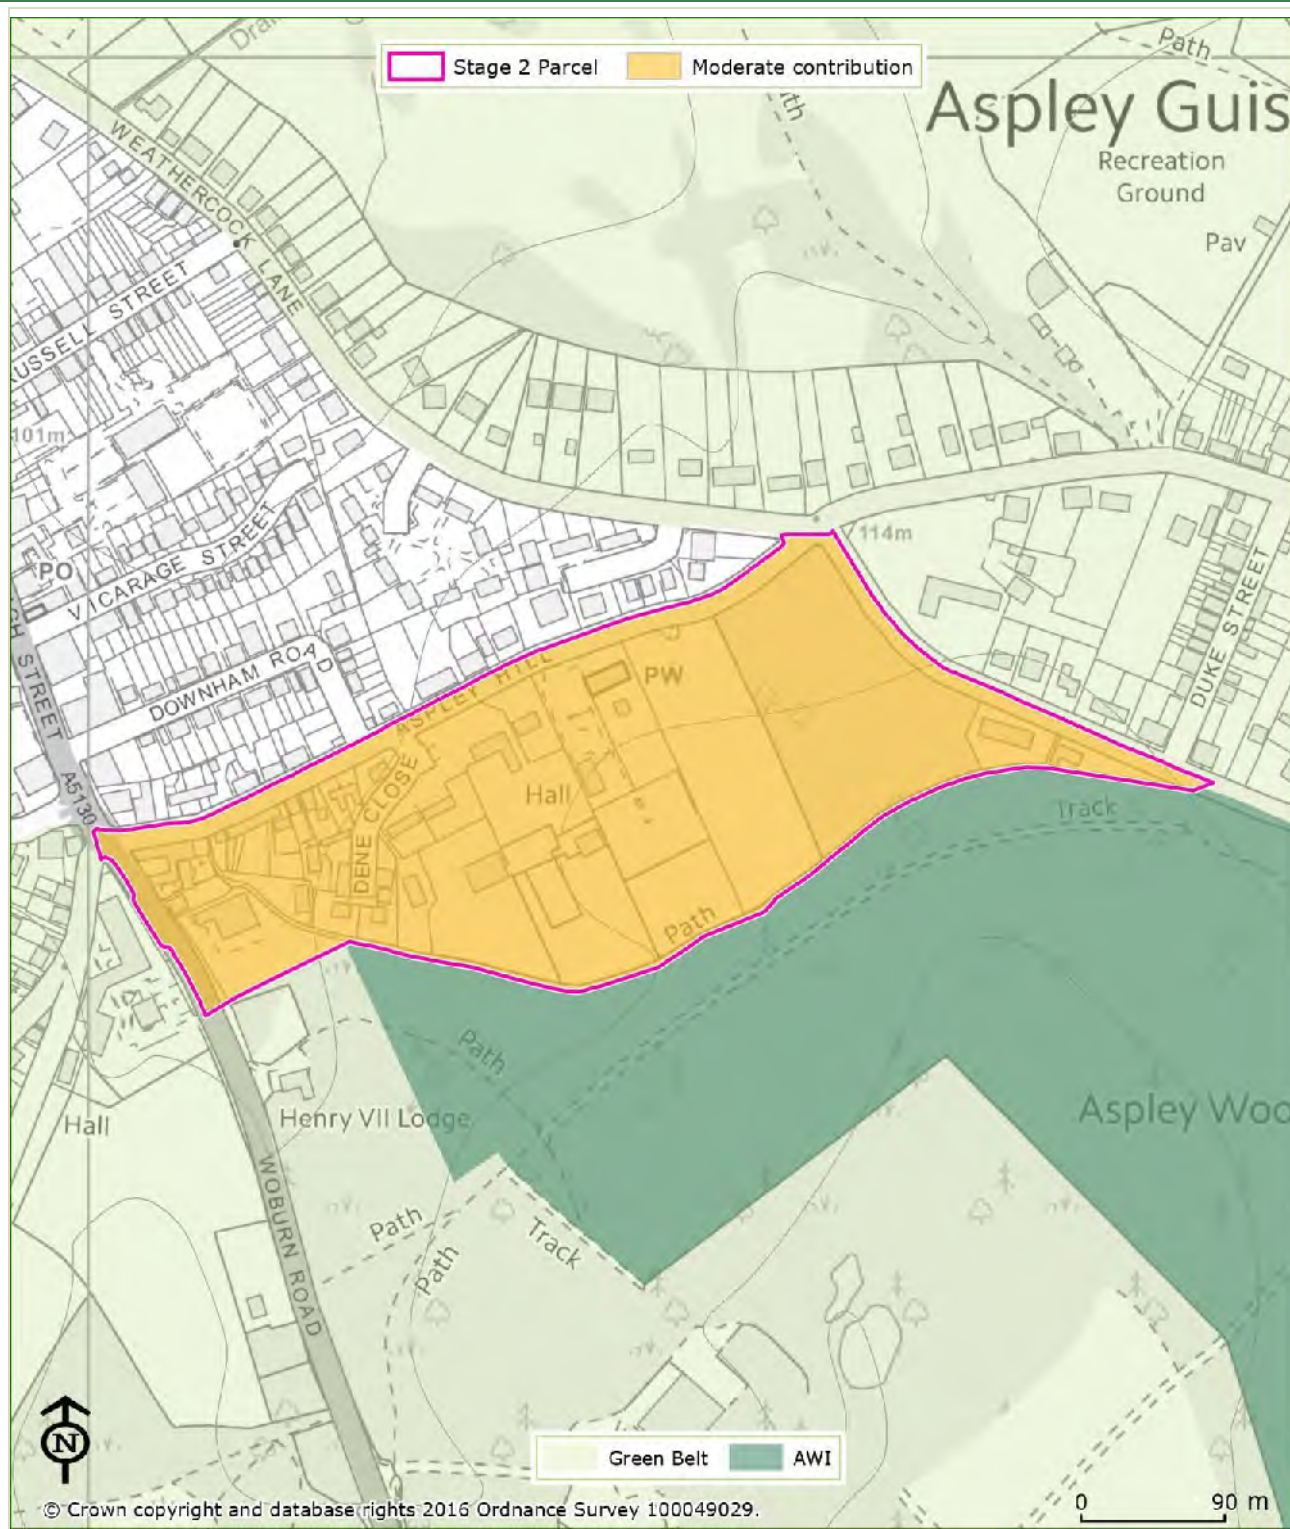 Stage 2 Parcel Moderate contribution
Path
Aspley Guis
Recreation
Ground
Pav
WEATHERCOCK LANE
RUSSELL STREET
101m
VICARAGE STREET
PO
DOWNHAM ROAD
STREET
A5130
114m
ASPLEY HILL
PW
DENE CLOSE
Hall
DUKE STREET
Path
Track
Path
Aspley Woo
Henry VII Lodge
Hall
WOBURN ROAD
Path
Path
Track
Green Belt AWI
N
© Crown copyright and database rights 2016 Ordnance Survey 100049029.
0 90 m